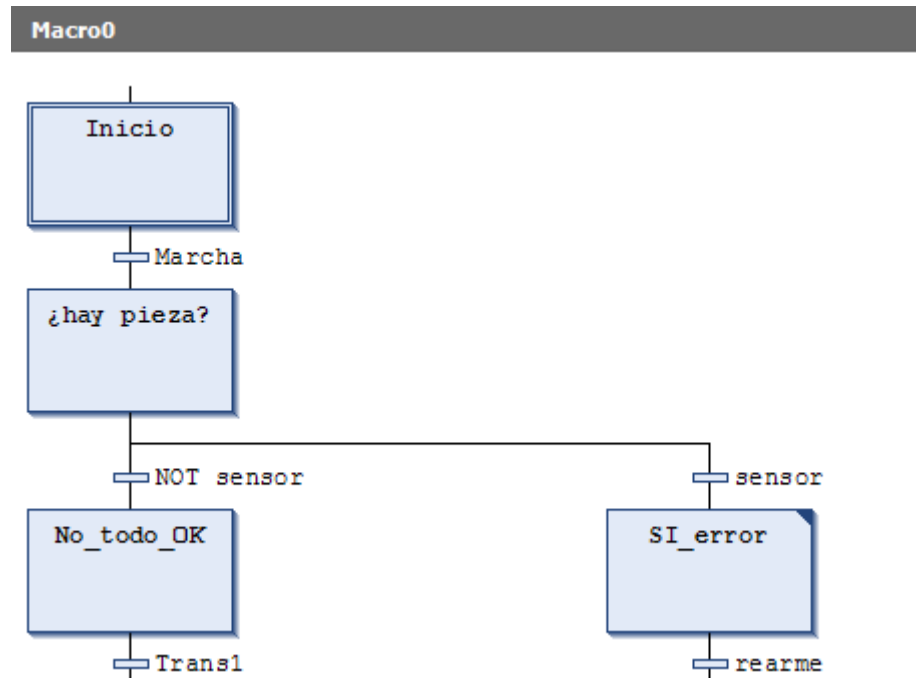 Macro0
Inicio
Marcha
¿hay pieza?
NOT sensor
sensor
No_todo_OK
SI_error
Trans1
rearme